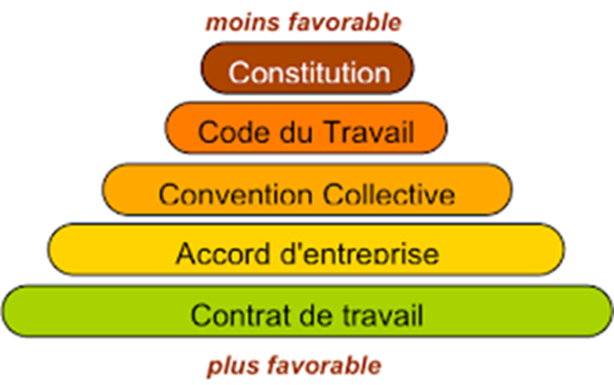 moins favorable
Constitution
Code du Travail
Convention Collective
Accord d'entreprise
Contrat de travail
plus favorable